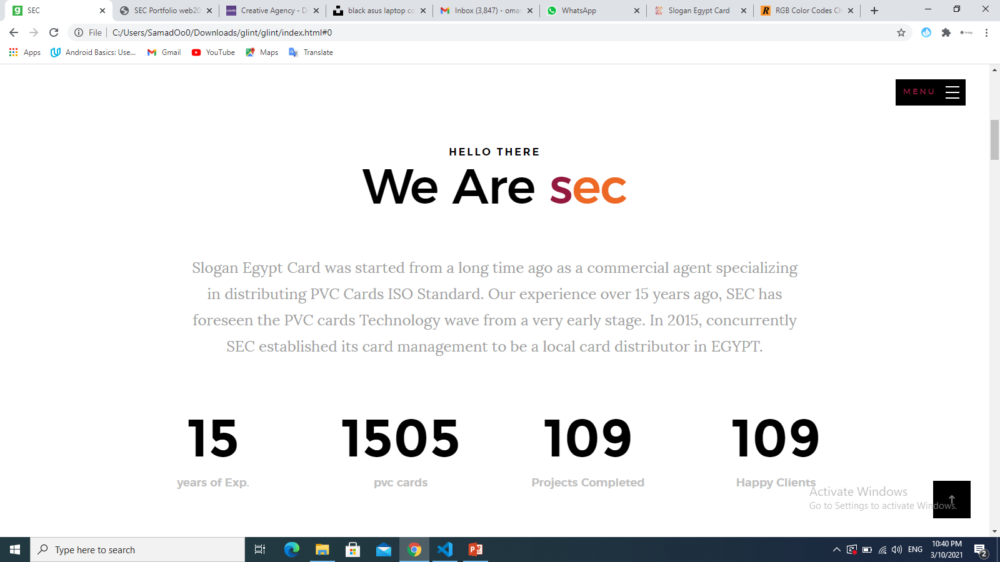 SEC
SEC Portfolio web20
Creative Agency - D
black asus laptop co
Inbox (3,847) - omar
WhatsApp
Slogan Egypt Card
RGB Color Codes Ch
File
C:/Users/SamadOo0/Downloads/glint/glint/index.html#0
Apps
Android Basics: Use...
Gmail
YouTube
Maps
Translate
MENU
HELLO THERE
We Are sec
Slogan Egypt Card was started from a long time ago as a commercial agent specializing
in distributing PVC Cards ISO Standard. Our experience over 15 years ago, SEC has
foreseen the PVC cards Technology wave from a very early stage. In 2015, concurrently
SEC established its card management to be a local card distributor in EGYPT.
15
years of Exp.
1505
pvc cards
109
Projects Completed
109
Happy Clients
Activate Windows
Go to Settings to activate Windows.
Type here to search
ENG
10:40 PM
3/10/2021
2